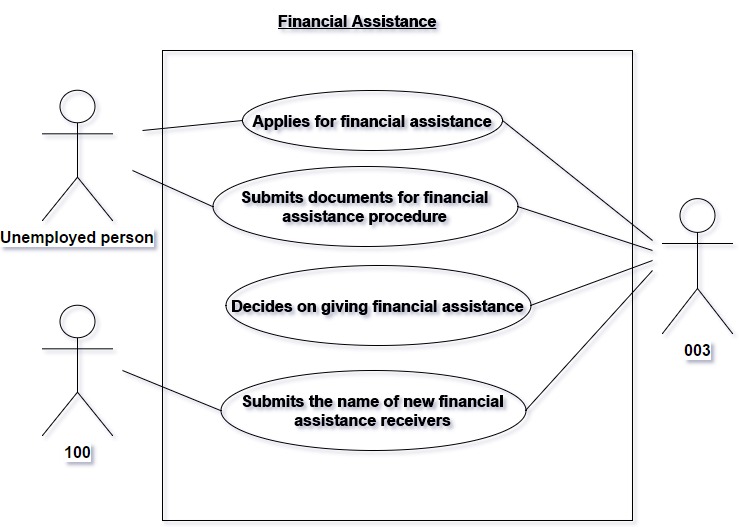 Financial Assistance
Applies for financial assistance
Submits documents for financial
assistance procedure
Unemployed person
Decides on giving financial assistance
003
Submits the name of new financial
assistance receivers
100